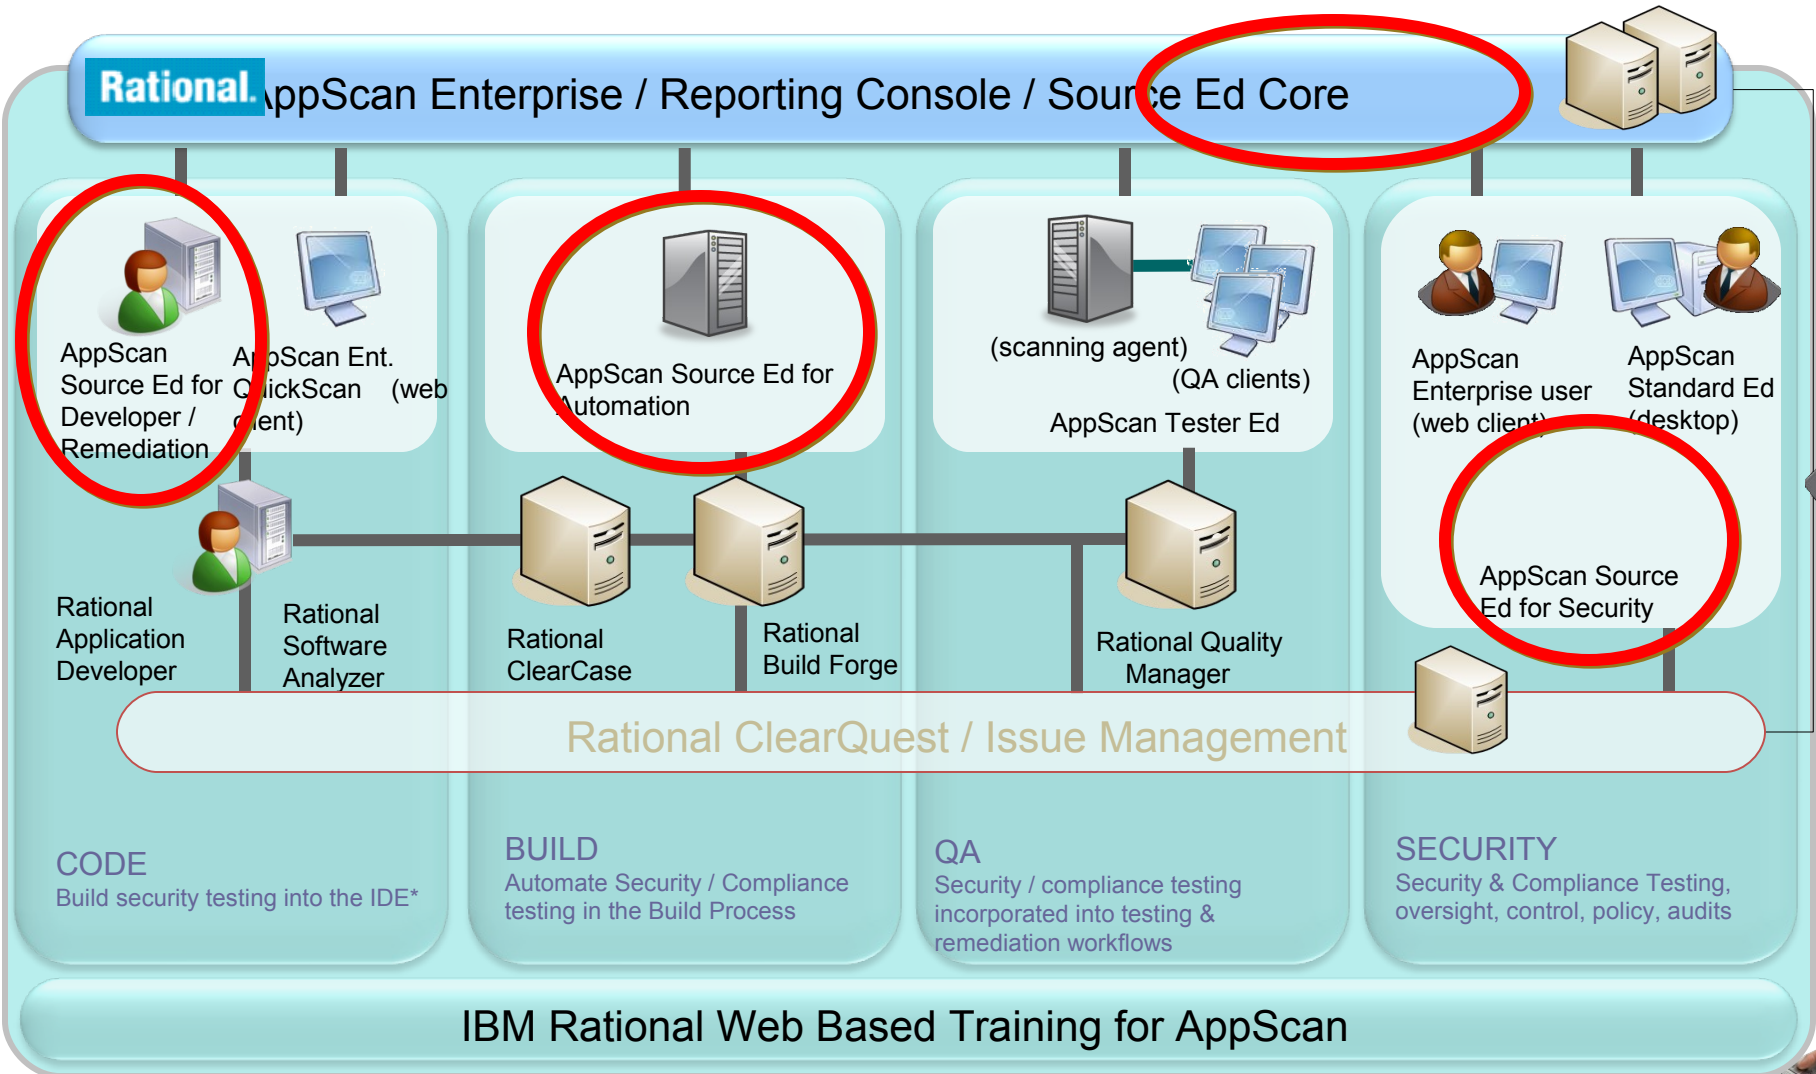 Rational.
AppScan Enterprise / Reporting Console / Source Ed Core
AppScan
Source Ed for
Developer /
Remediation
AppScan Ent.
QuickScan (web
client)
AppScan Source Ed for
Automation
(scanning agent)
(QA clients)
AppScan Tester Ed
AppScan
Enterprise user
(web client)
AppScan
Standard Ed
(desktop)
AppScan Source
Ed for Security
Rational
Application
Developer
Rational
Software
Analyzer
Rational
ClearCase
Rational
Build Forge
Rational Quality
Manager
Rational ClearQuest / Issue Management
CODE
Build security testing into the IDE*
BUILD
Automate Security / Compliance
testing in the Build Process
QA
Security / compliance testing
incorporated into testing &
remediation workflows
SECURITY
Security & Compliance Testing,
oversight, control, policy, audits
IBM Rational Web Based Training for AppScan